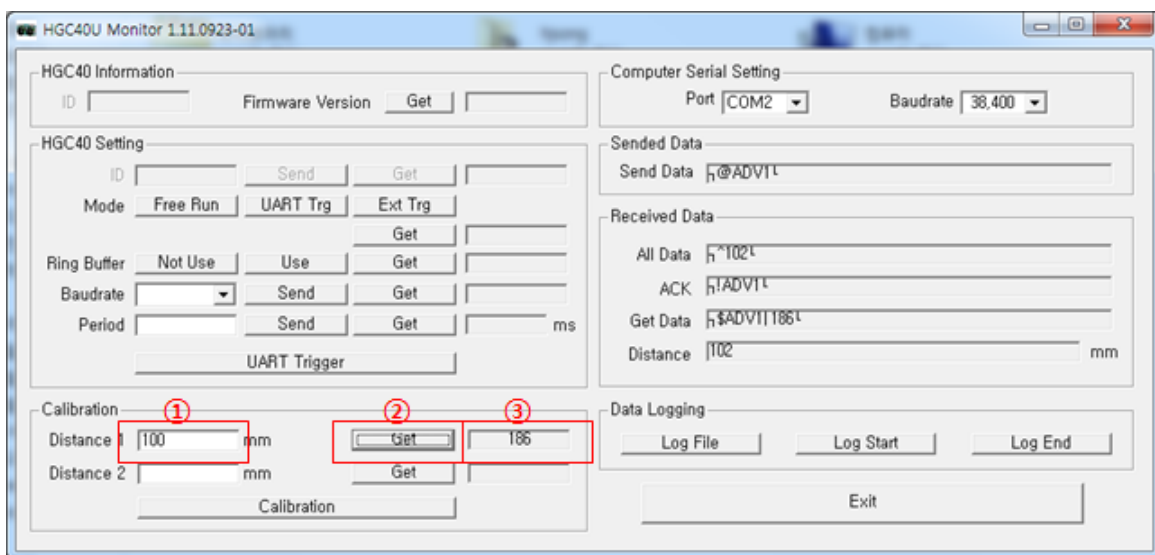 HGC40U Monitor 1.11.0923-01
HGC40 Information
ID Firmware Version Get
HGC40 Setting
ID Send Get
Mode Free Run UART Trg Ext Trg
Get
Ring Buffer Not Use Use Get
Baudrate Send Get
Period Send Get ms
UART Trigger
Calibration
① ② ③
Distance 1 100 mm Get 186
Distance 2 mm Get
Calibration
Computer Serial Setting
Port COM2 Baudrate 38,400
Sended Data
Send Data ┐@ADV1└
Received Data
All Data ┐^102└
ACK ┐!ADV1└
Get Data ┐$ADV1|186└
Distance 102 mm
Data Logging
Log File Log Start Log End
Exit